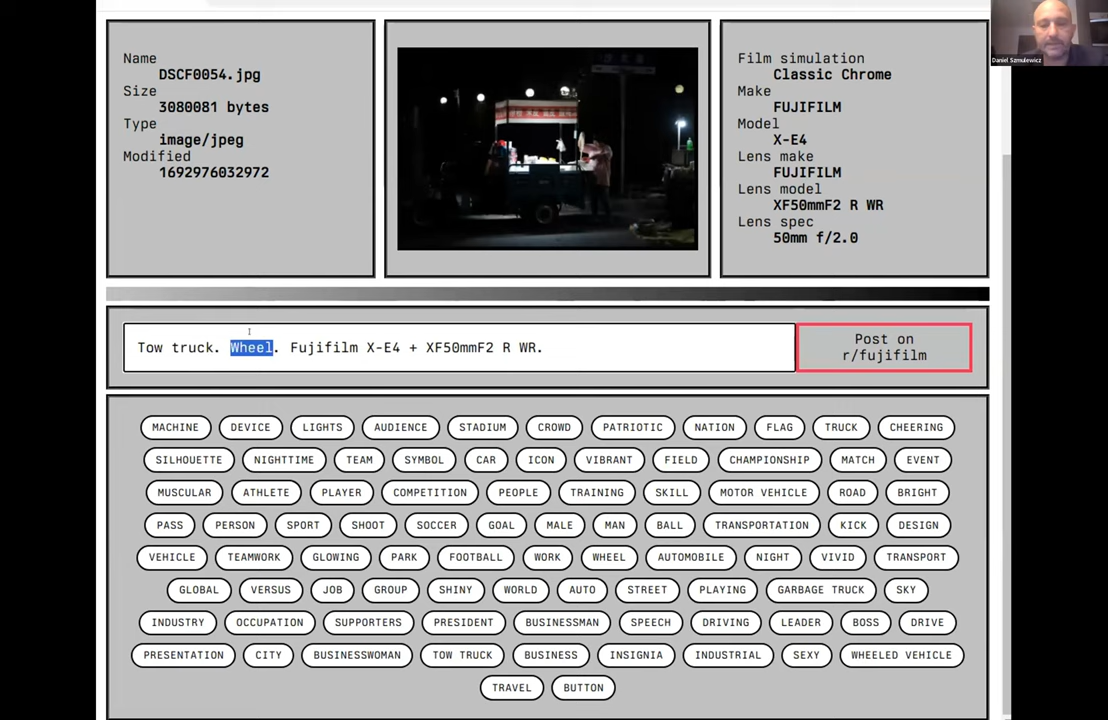 Name
DSCF0054.jpg
Size
3080081 bytes
Type
image/jpeg
Modified
1692976032972
Film simulation
Classic Chrome
Make
FUJIFILM
Model
X-E4
Lens make
FUJIFILM
Lens model
XF50mmF2 R WR
Lens spec
50mm f/2.0
Daniel Szmulewicz
Tow truck. Wheel. Fujifilm X-E4 + XF50mmF2 R WR.
Post on
r/fujifilm
MACHINE DEVICE LIGHTS AUDIENCE STADIUM CROWD PATRIOTIC NATION FLAG TRUCK CHEERING
SILHOUETTE NIGHTTIME TEAM SYMBOL CAR ICON VIBRANT FIELD CHAMPIONSHIP MATCH EVENT
MUSCULAR ATHLETE PLAYER COMPETITION PEOPLE TRAINING SKILL MOTOR VEHICLE ROAD BRIGHT
PASS PERSON SPORT SHOOT SOCCER GOAL MALE MAN BALL TRANSPORTATION KICK DESIGN
VEHICLE TEAMWORK GLOWING PARK FOOTBALL WORK WHEEL AUTOMOBILE NIGHT VIVID TRANSPORT
GLOBAL VERSUS JOB GROUP SHINY WORLD AUTO STREET PLAYING GARBAGE TRUCK SKY
INDUSTRY OCCUPATION SUPPORTERS PRESIDENT BUSINESSMAN SPEECH DRIVING LEADER BOSS DRIVE
PRESENTATION CITY BUSINESSWOMAN TOW TRUCK BUSINESS INSIGNIA INDUSTRIAL SEXY WHEELED VEHICLE
TRAVEL BUTTON